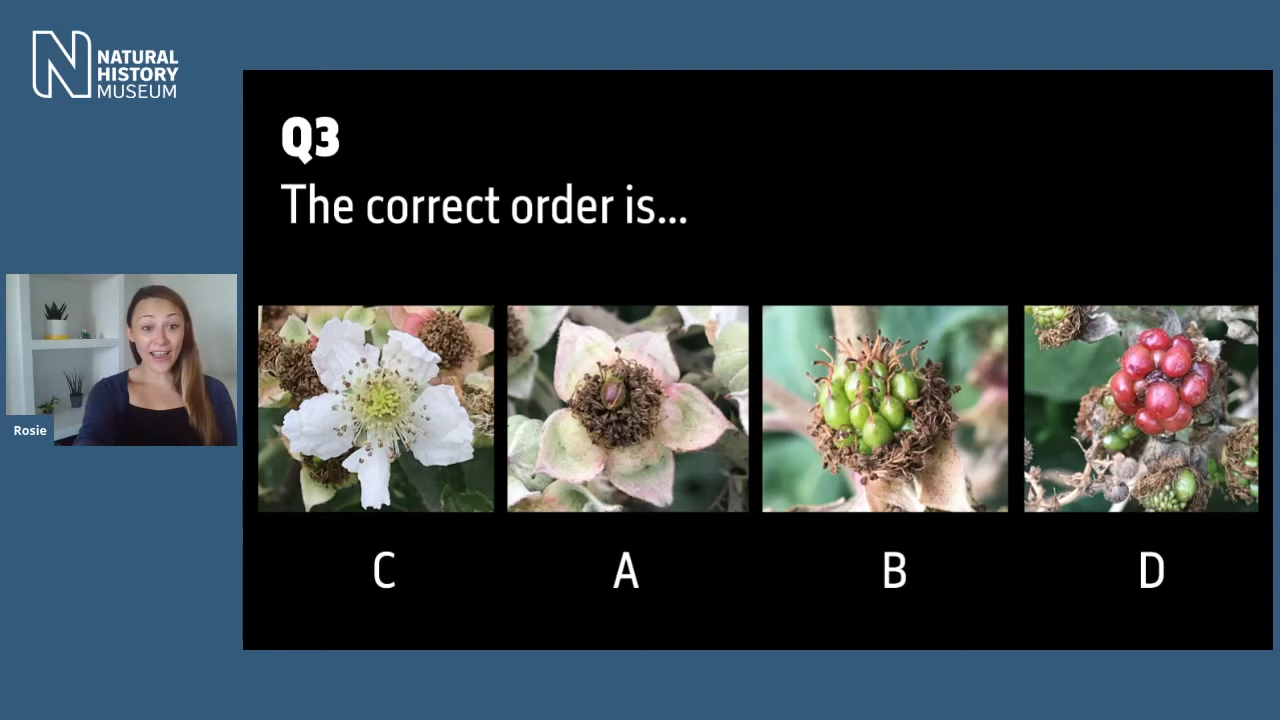 NATURAL
HISTORY
MUSEUM
Q3
The correct order is...
Rosie
C A B D